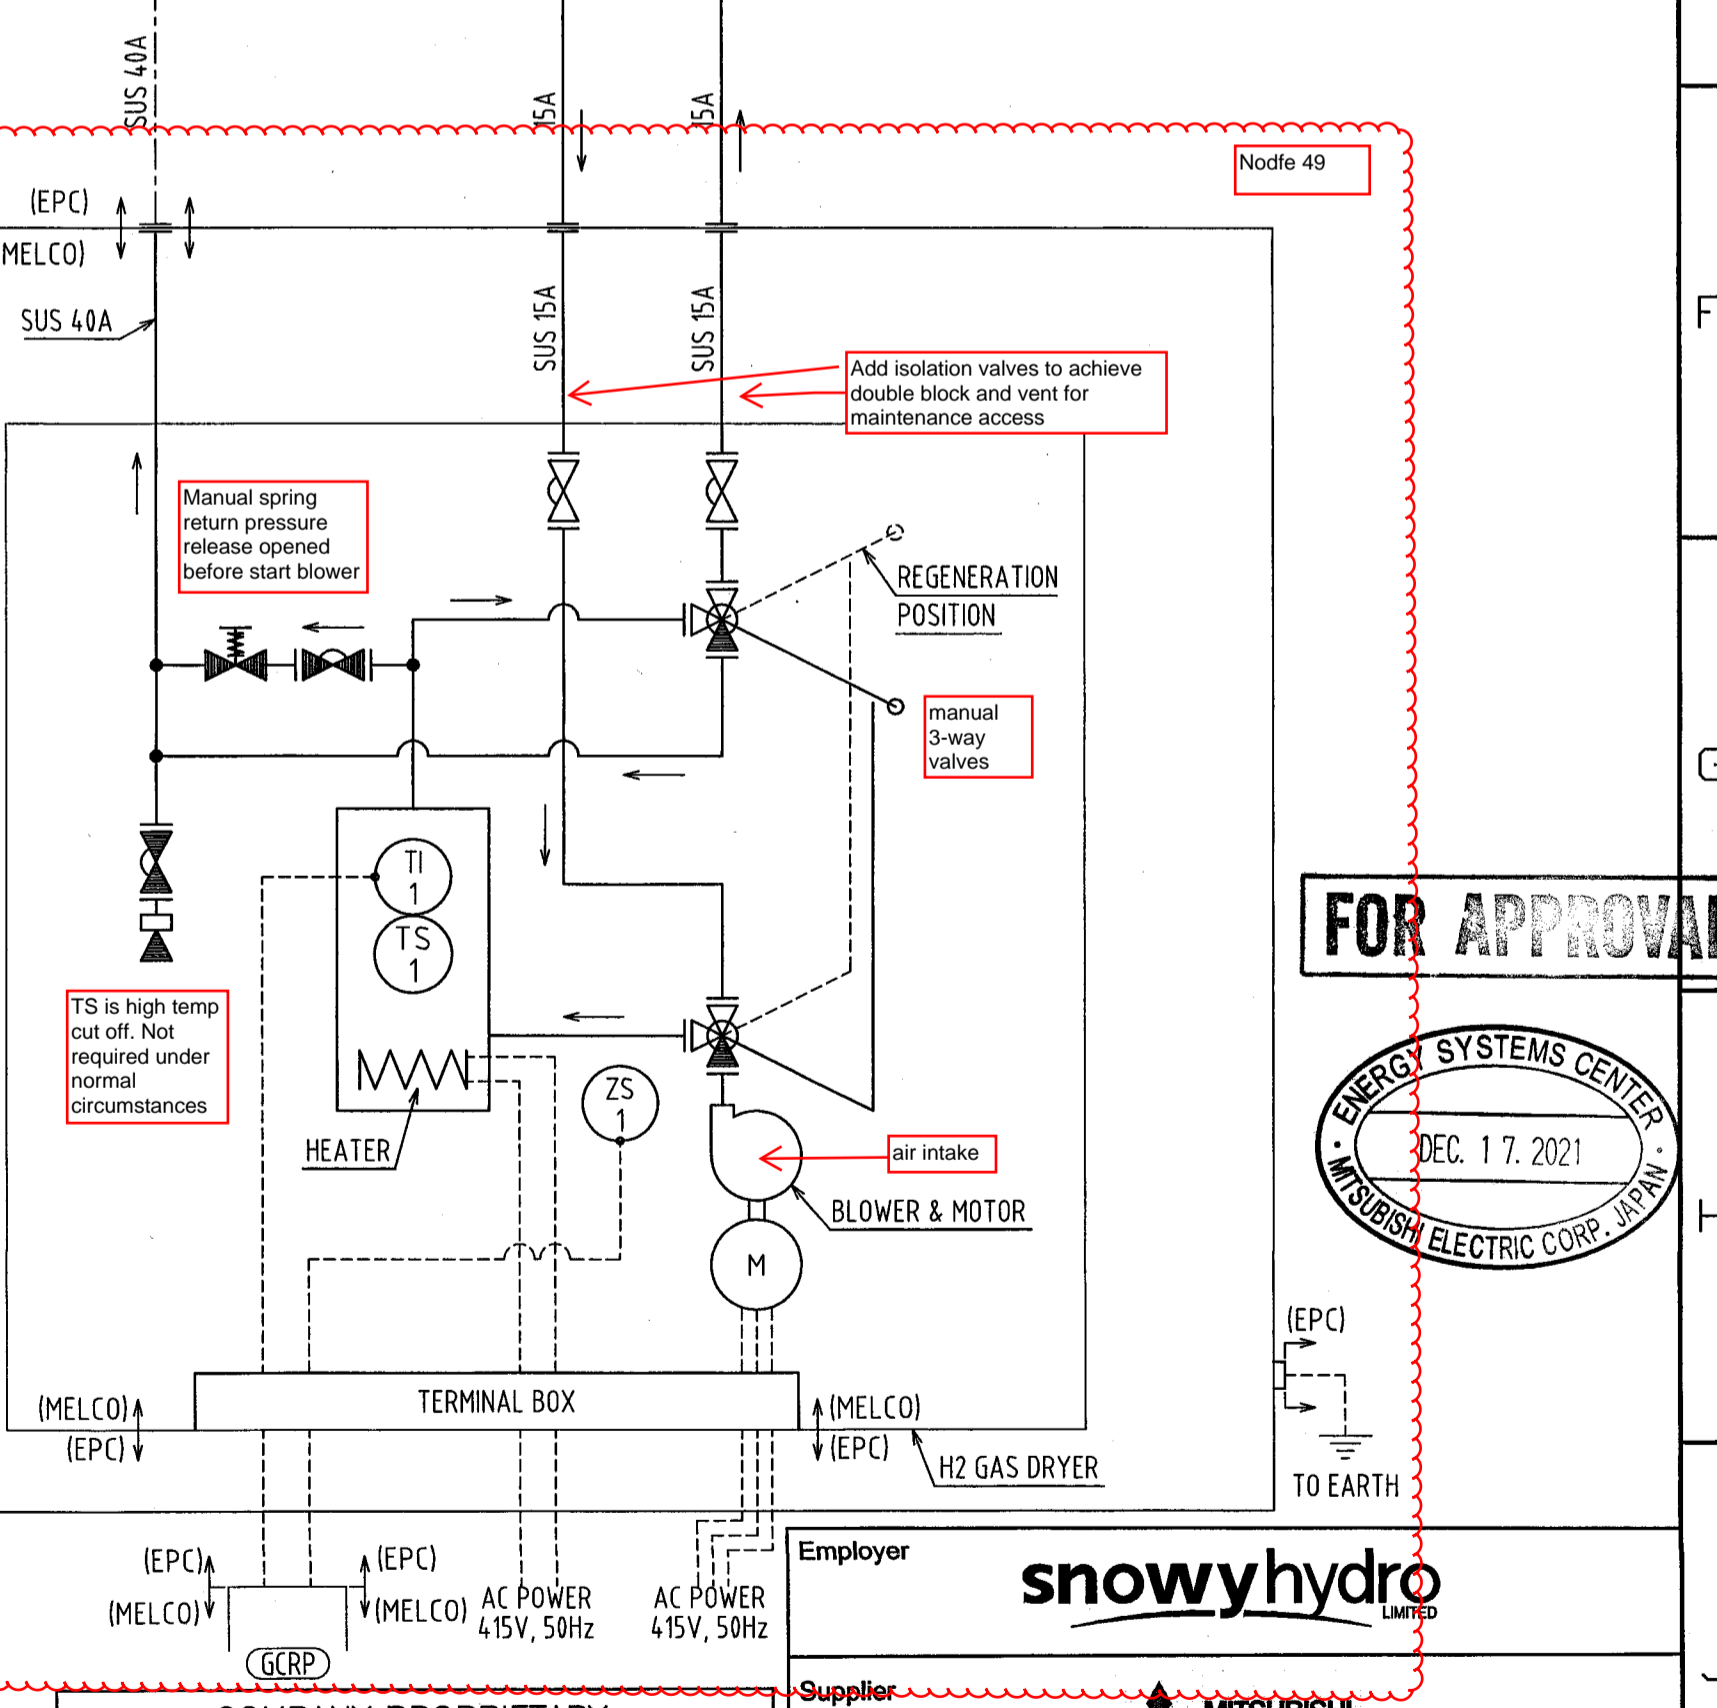 SUS 40A
15A
15A
Nodfe 49
(EPC)
MELCO)
SUS 40A
SUS 15A
SUS 15A
Add isolation valves to achieve
double block and vent for
maintenance access
Manual spring
return pressure
release opened
before start blower
REGENERATION
POSITION
manual
3-way
valves
TI
1
TS
1
FOR APPROVAL
TS is high temp
cut off. Not
required under
normal
circumstances
ZS
1
HEATER
air intake
BLOWER & MOTOR
M
ENERGY SYSTEMS CENTER
DEC. 17. 2021
MITSUBISHI ELECTRIC CORP. JAPAN
(EPC)
TERMINAL BOX
(MELCO)
(EPC)
(MELCO)
(EPC)
H2 GAS DRYER
TO EARTH
(EPC)
(MELCO)
(EPC)
(MELCO)
AC POWER
415V, 50Hz
AC POWER
415V, 50Hz
GCRP
Employer
snowyhydro
LIMITED
Supplier
F
H